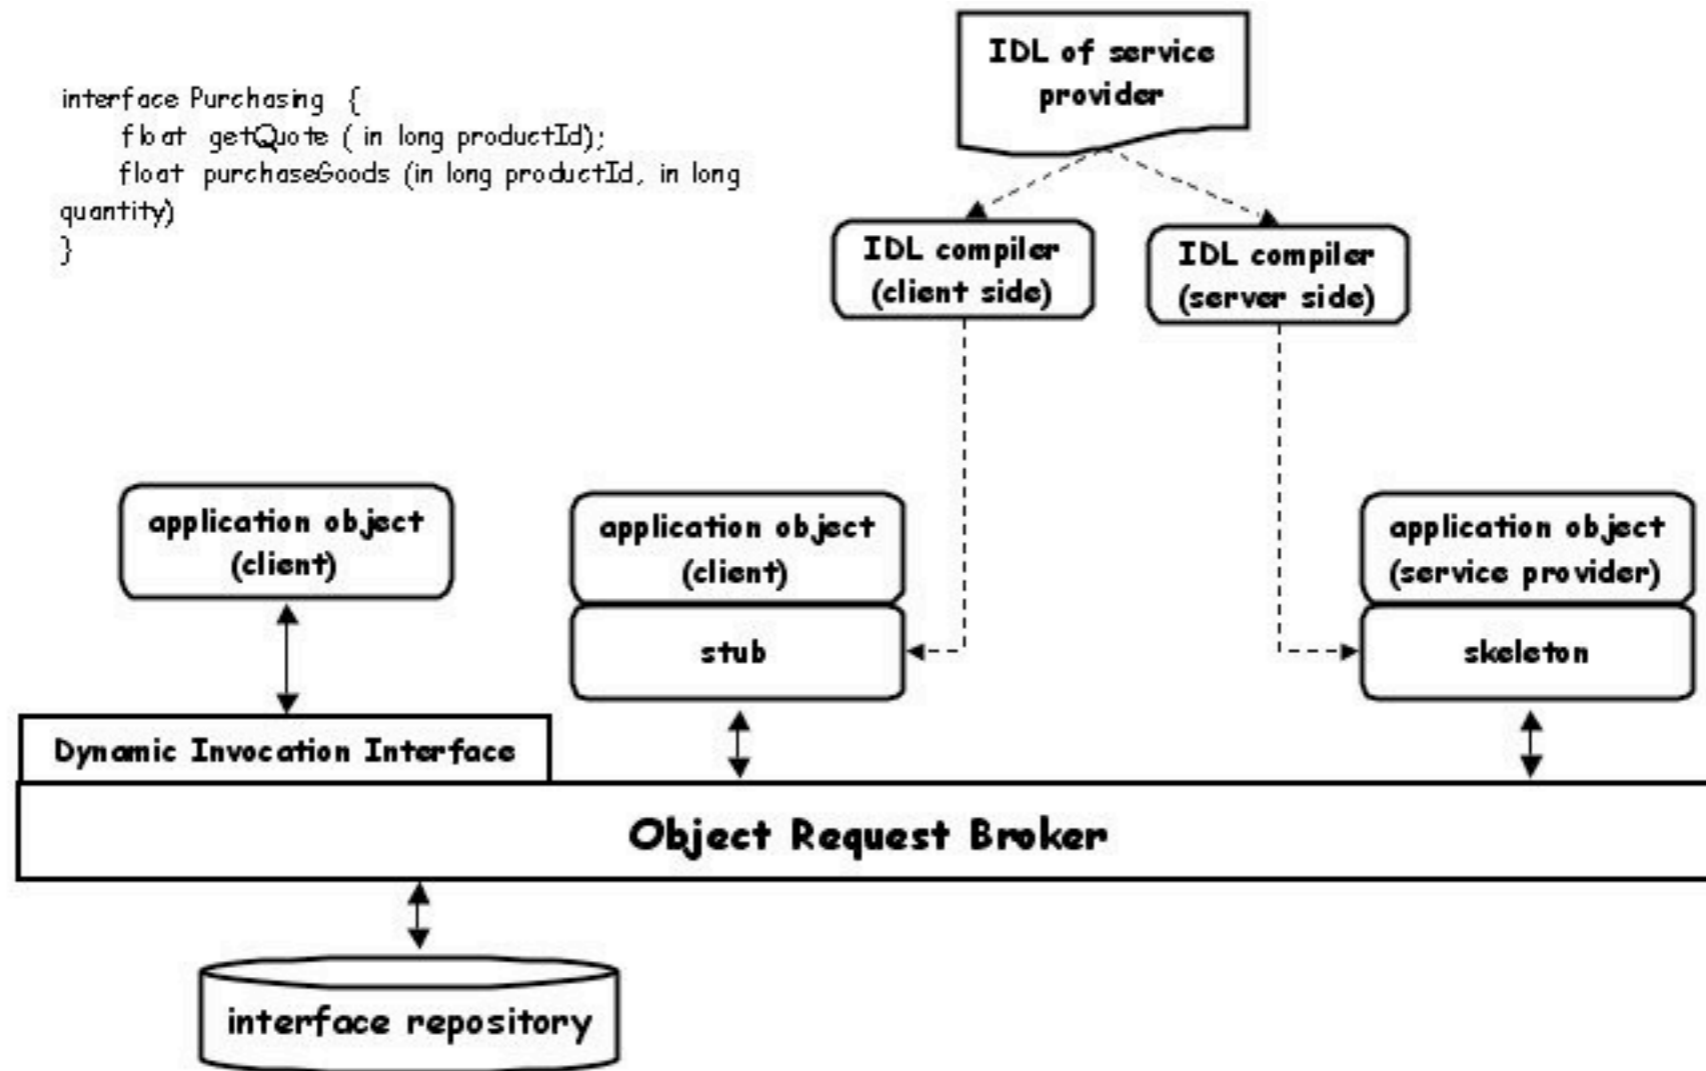 interface Purchasing {
float getQuote ( in long productId);
float purchaseGoods (in long productId, in long
quantity)
}
IDL of service
provider
IDL compiler
(client side)
IDL compiler
(server side)
application object
(client)
application object
(client)
stub
application object
(service provider)
skeleton
Dynamic Invocation Interface
Object Request Broker
interface repository